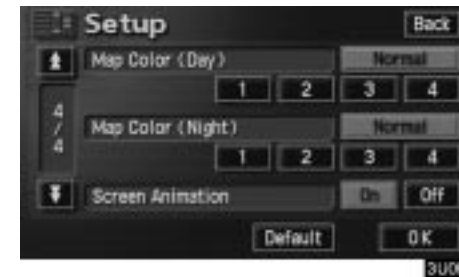 Setup
Back
Map Color (Day)
Normal
1 2 3 4
4/4
Map Color (Night)
Normal
1 2 3 4
Screen Animation
On Off
Default OK